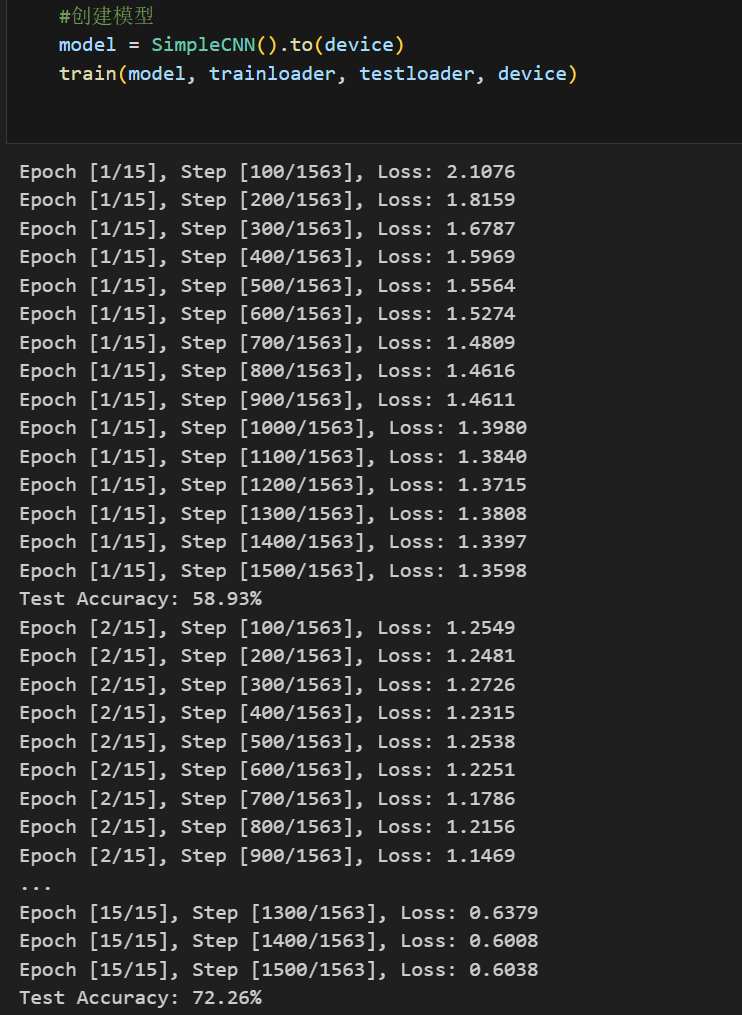 #创建模型
model = SimpleCNN().to(device)
train(model, trainloader, testloader, device)
Epoch [1/15], Step [100/1563], Loss: 2.1076
Epoch [1/15], Step [200/1563], Loss: 1.8159
Epoch [1/15], Step [300/1563], Loss: 1.6787
Epoch [1/15], Step [400/1563], Loss: 1.5969
Epoch [1/15], Step [500/1563], Loss: 1.5564
Epoch [1/15], Step [600/1563], Loss: 1.5274
Epoch [1/15], Step [700/1563], Loss: 1.4809
Epoch [1/15], Step [800/1563], Loss: 1.4616
Epoch [1/15], Step [900/1563], Loss: 1.4611
Epoch [1/15], Step [1000/1563], Loss: 1.3980
Epoch [1/15], Step [1100/1563], Loss: 1.3840
Epoch [1/15], Step [1200/1563], Loss: 1.3715
Epoch [1/15], Step [1300/1563], Loss: 1.3808
Epoch [1/15], Step [1400/1563], Loss: 1.3397
Epoch [1/15], Step [1500/1563], Loss: 1.3598
Test Accuracy: 58.93%
Epoch [2/15], Step [100/1563], Loss: 1.2549
Epoch [2/15], Step [200/1563], Loss: 1.2481
Epoch [2/15], Step [300/1563], Loss: 1.2726
Epoch [2/15], Step [400/1563], Loss: 1.2315
Epoch [2/15], Step [500/1563], Loss: 1.2538
Epoch [2/15], Step [600/1563], Loss: 1.2251
Epoch [2/15], Step [700/1563], Loss: 1.1786
Epoch [2/15], Step [800/1563], Loss: 1.2156
Epoch [2/15], Step [900/1563], Loss: 1.1469
...
Epoch [15/15], Step [1300/1563], Loss: 0.6379
Epoch [15/15], Step [1400/1563], Loss: 0.6008
Epoch [15/15], Step [1500/1563], Loss: 0.6038
Test Accuracy: 72.26%